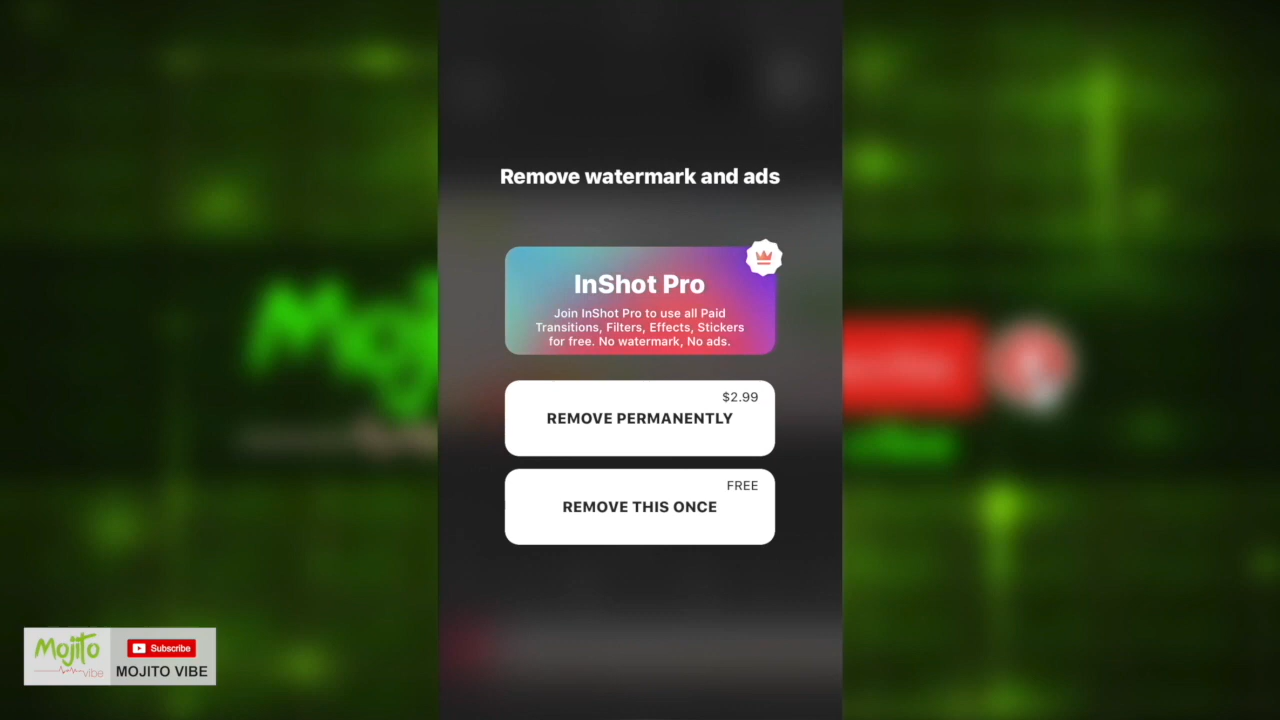 Remove watermark and ads
InShot Pro
Join InShot Pro to use all Paid
Transitions, Filters, Effects, Stickers
for free. No watermark, No ads.
$2.99
REMOVE PERMANENTLY
FREE
REMOVE THIS ONCE
Mojito
vibe
Subscribe
MOJITO VIBE